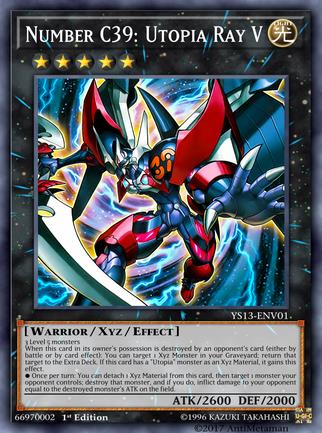 Number C39: Utopia Ray V
LIGHT
光
39
YS13-ENV01
[Warrior / Xyz / Effect]
3 Level 5 monsters
When this card in its owner's possession is destroyed by an opponent's card (either by
battle or by card effect): You can target 1 Xyz Monster in your Graveyard; return that
target to the Extra Deck. If this card has a "Utopia" monster as an Xyz Material, it gains this
effect.
● Once per turn: You can detach 1 Xyz Material from this card, then target 1 monster your
opponent controls; destroy that monster, and if you do, inflict damage to your opponent
equal to the destroyed monster's ATK on the field.
ATK/2600 DEF/2000
66970002 1st Edition ©1996 KAZUKI TAKAHASHI
©2017 AntiMetaman